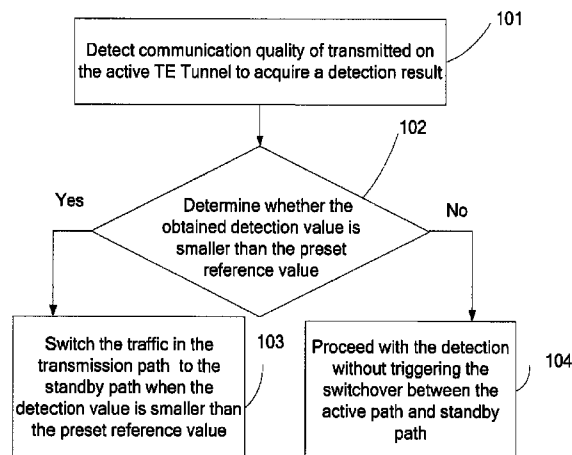 101
Detect communication quality of transmitted on
the active TE Tunnel to acquire a detection result
102
Yes
Determine whether the
obtained detection value is
smaller than the preset
reference value
No
Switch the traffic in the
transmission path to the
standby path when the
detection value is smaller than
the preset reference value
103
Proceed with the detection
without triggering the
switchover between the
active path and standby
path
104